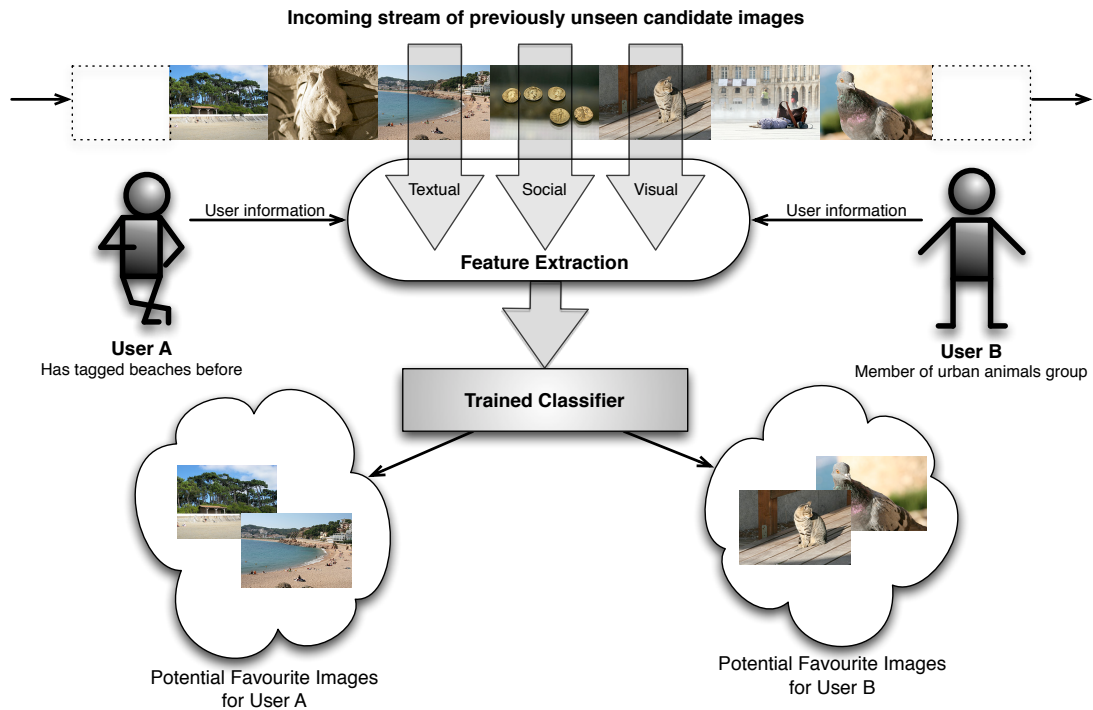 Incoming stream of previously unseen candidate images
Textual
Social
Visual
User information
User information
Feature Extraction
User A
Has tagged beaches before
User B
Member of urban animals group
Trained Classifier
Potential Favourite Images
for User A
Potential Favourite Images
for User B